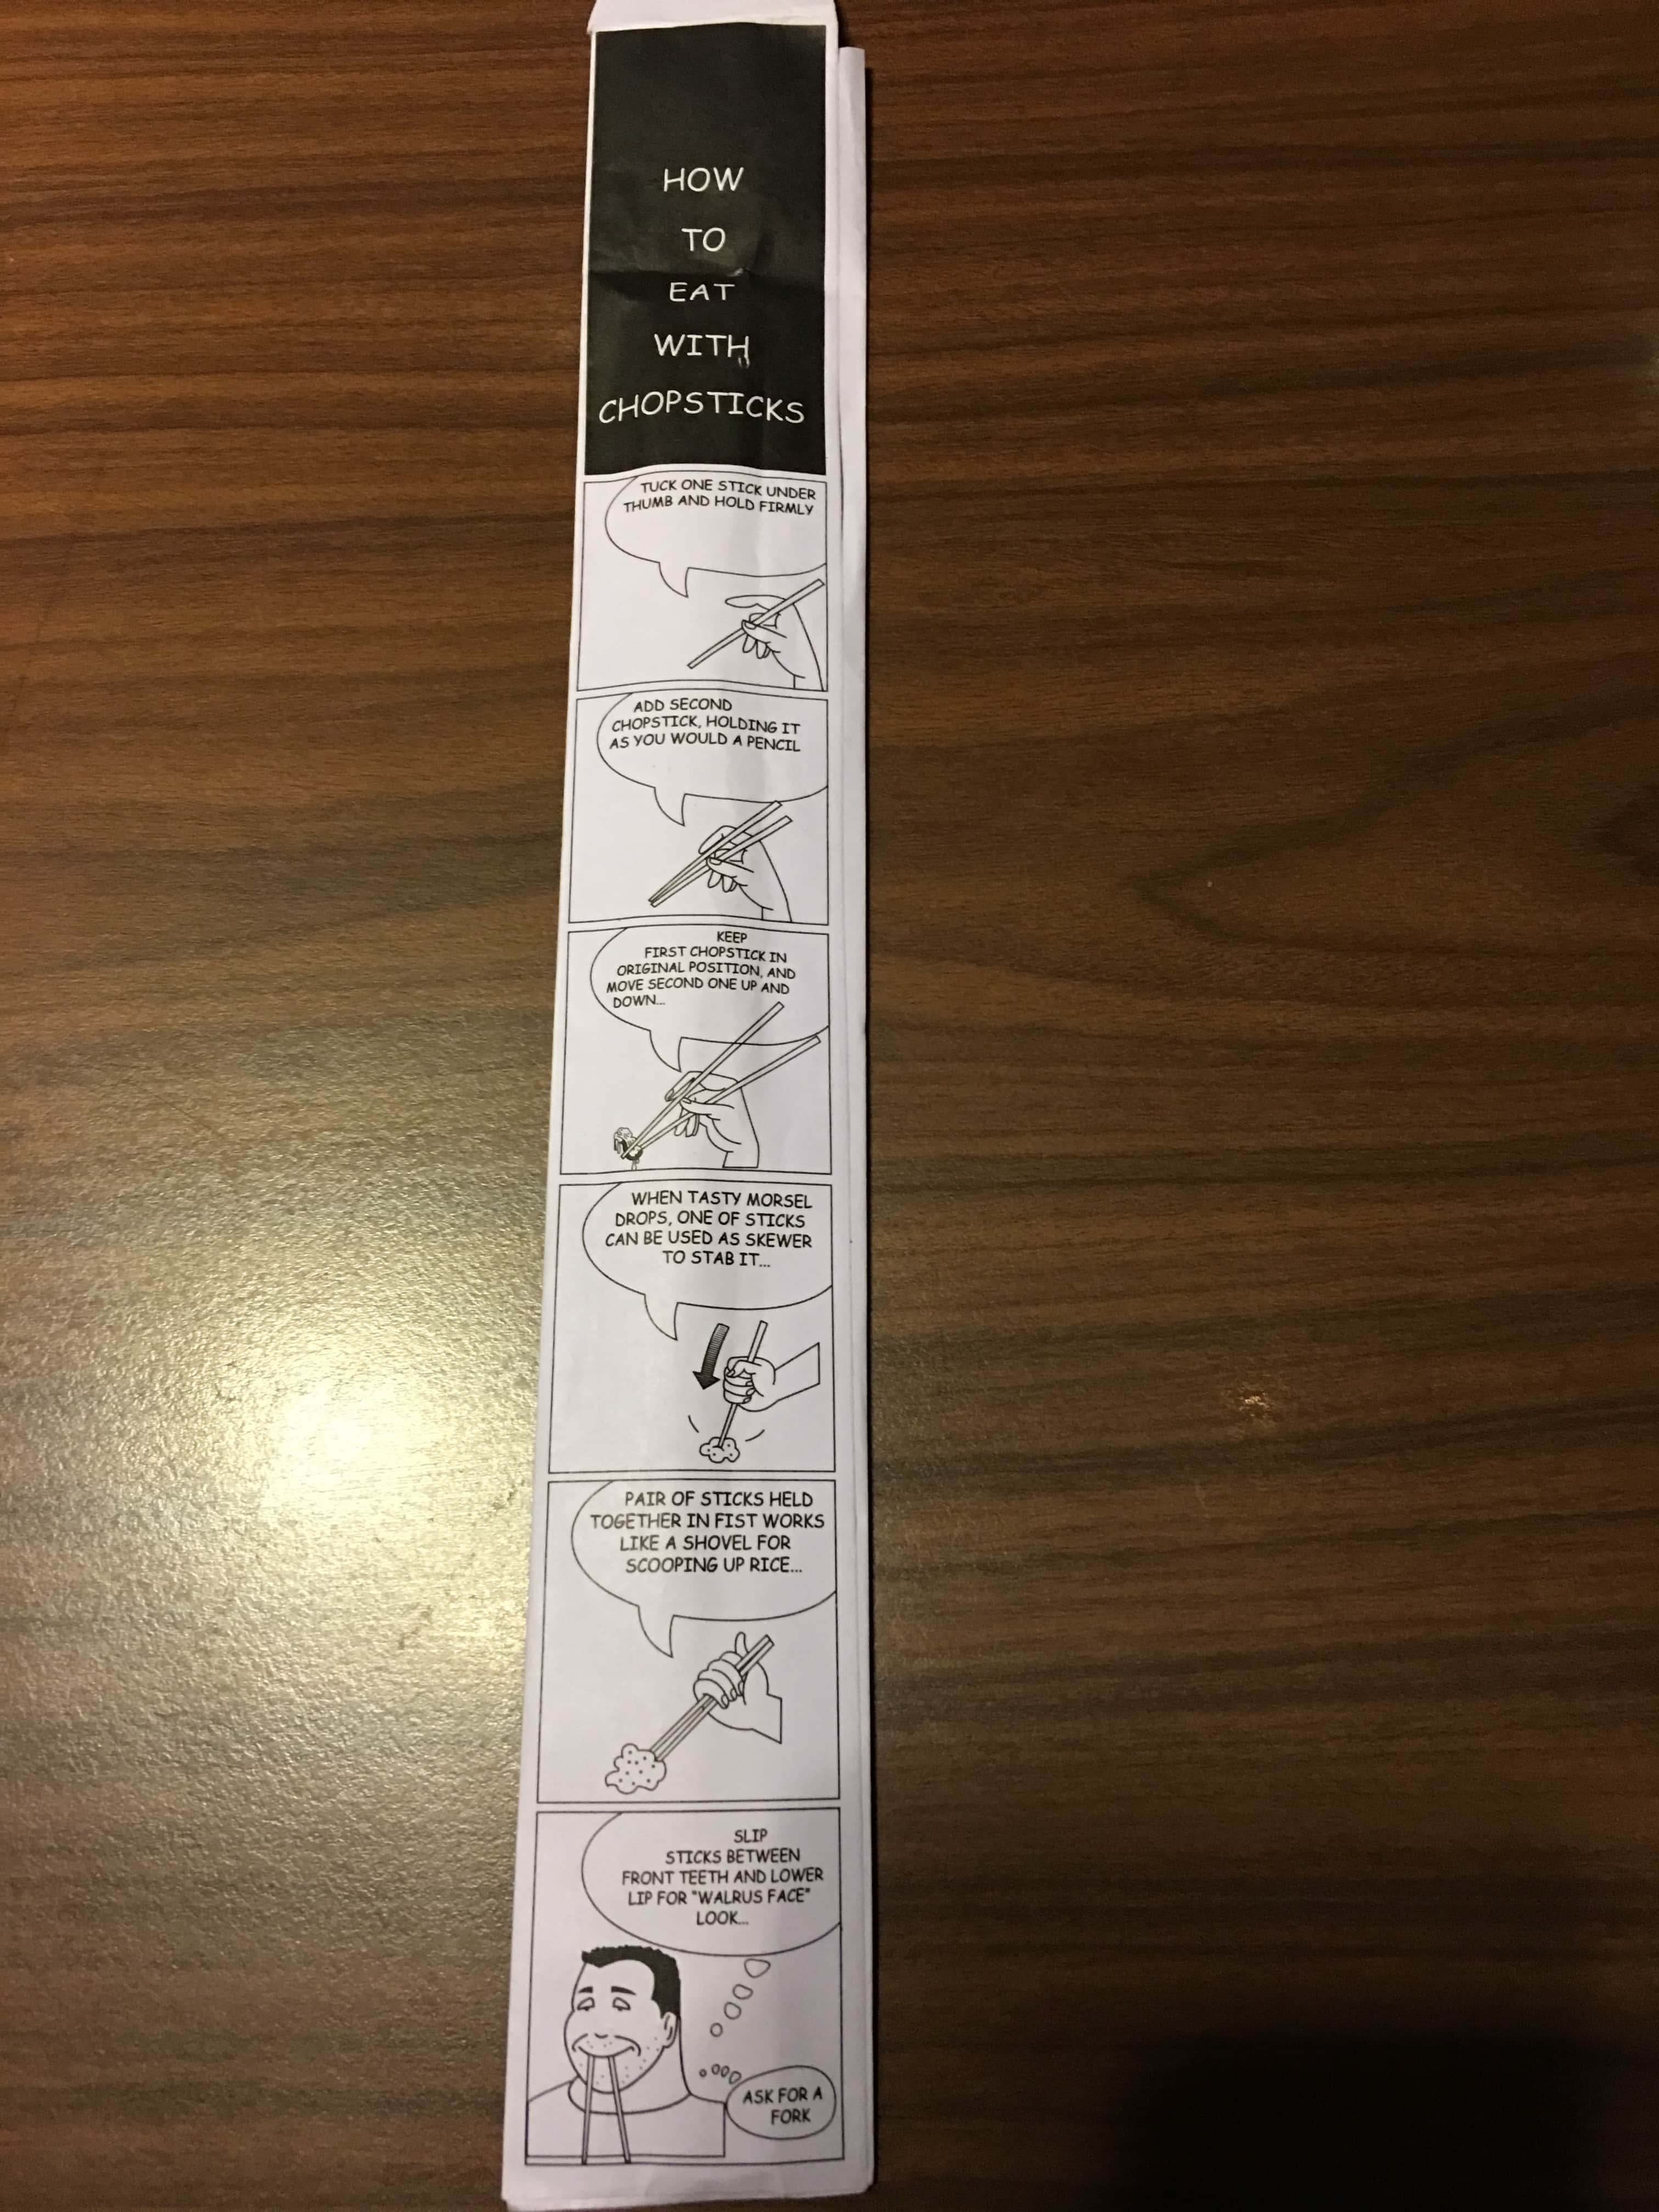 HOW
TO
EAT
WITH
CHOPSTICKS
TUCK ONE STICK UNDER
THUMB AND HOLD FIRMLY
ADD SECOND
CHOPSTICK, HOLDING IT
AS YOU WOULD A PENCIL
KEEP
FIRST CHOPSTICK IN
ORIGINAL POSITION, AND
MOVE SECOND ONE UP AND
DOWN...
WHEN TASTY MORSEL
DROPS, ONE OF STICKS
CAN BE USED AS SKEWER
TO STAB IT...
PAIR OF STICKS HELD
TOGETHER IN FIST WORKS
LIKE A SHOVEL FOR
SCOOPING UP RICE...
SLIP
STICKS BETWEEN
FRONT TEETH AND LOWER
LIP FOR "WALRUS FACE"
LOOK...
ASK FOR A
FORK